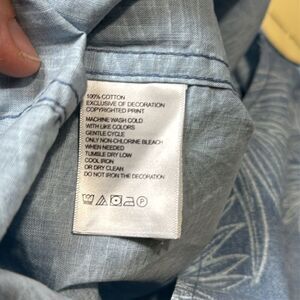 100% COTTON
EXCLUSIVE OF DECORATION
COPYRIGHTED PRINT
MACHINE WASH COLD
WITH LIKE COLORS
GENTLE CYCLE
ONLY NON-CHLORINE BLEACH
WHEN NEEDED
TUMBLE DRY LOW
COOL IRON
OR DRY CLEAN
DO NOT IRON THE DECORATION